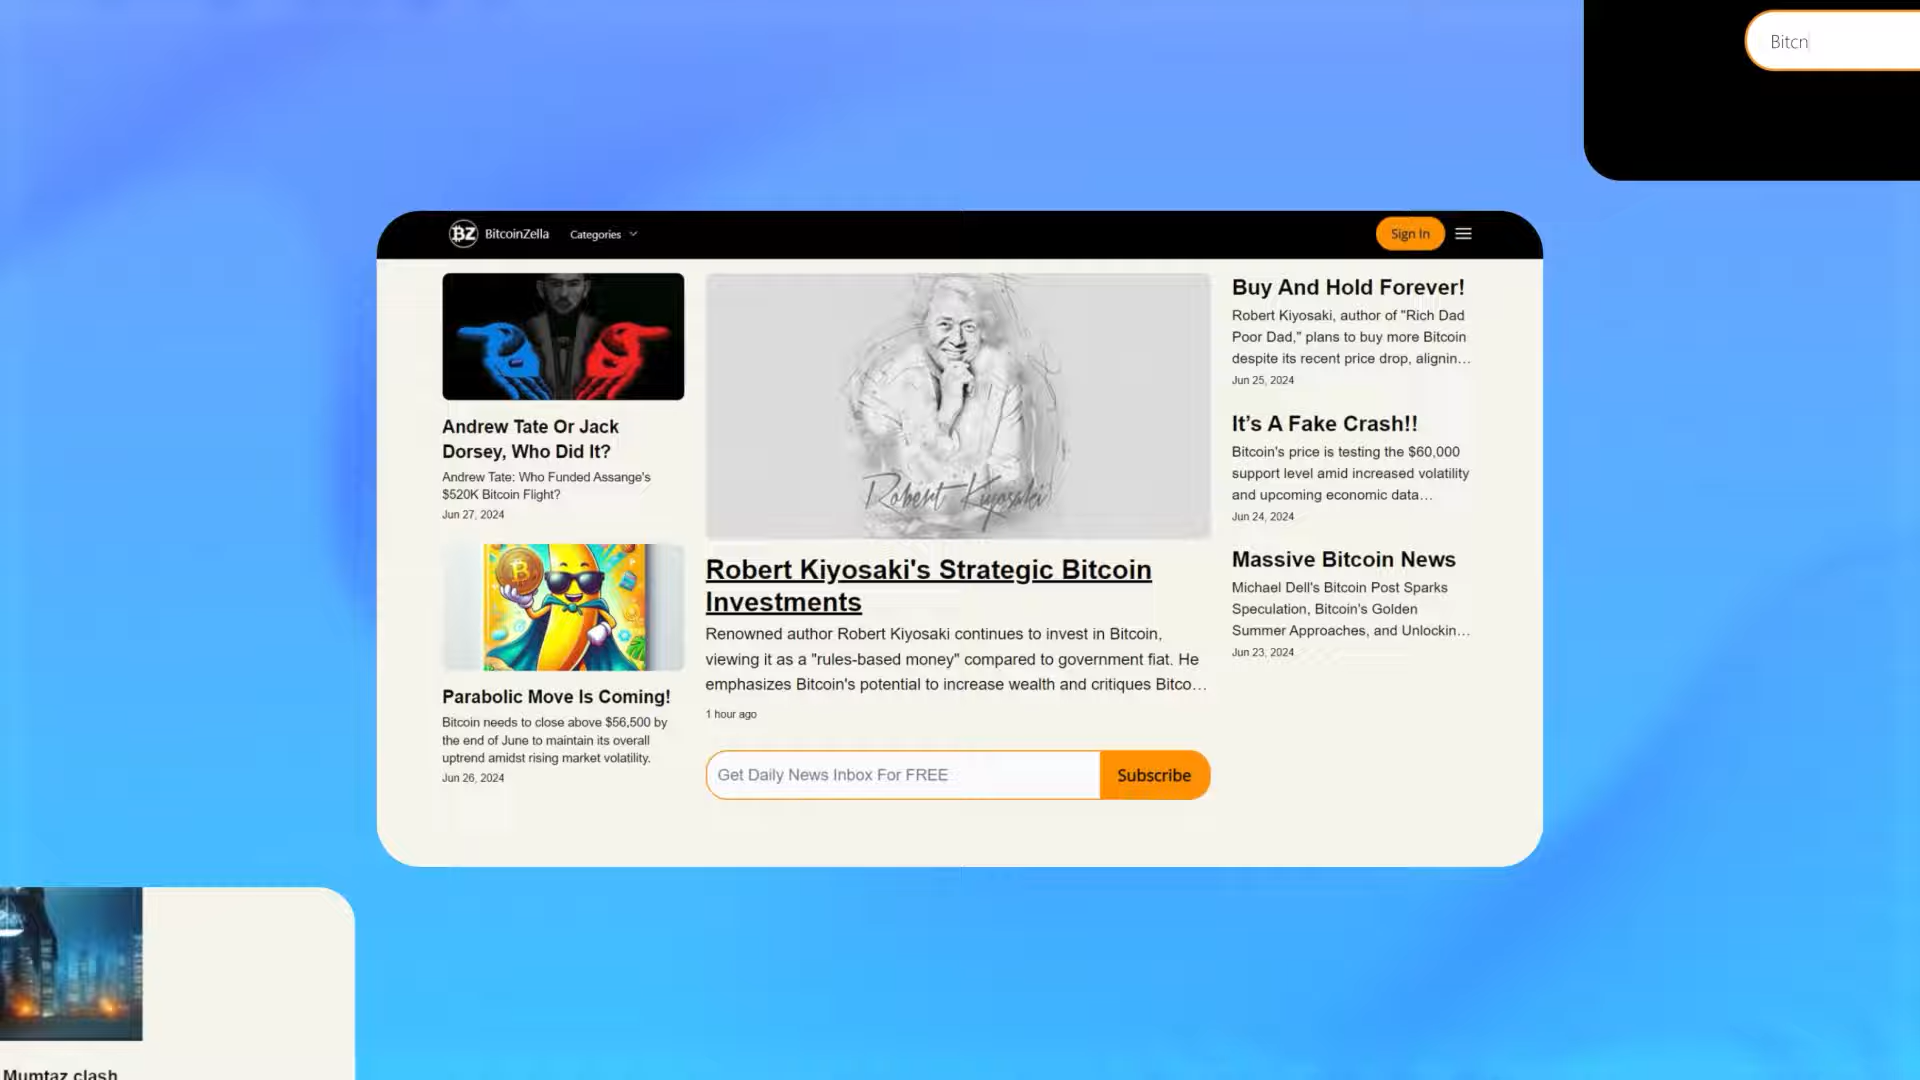 Bitcn
BitcoinZella
Categories
Sign In
Andrew Tate Or Jack
Dorsey, Who Did It?
Andrew Tate: Who Funded Assange's
$520K Bitcoin Flight?
Jun 27, 2024
Parabolic Move Is Coming!
Bitcoin needs to close above $56,500 by
the end of June to maintain its overall
uptrend amidst rising market volatility.
Jun 26, 2024
Robert Kiyosaki
Robert Kiyosaki's Strategic Bitcoin
Investments
Renowned author Robert Kiyosaki continues to invest in Bitcoin,
viewing it as a "rules-based money" compared to government fiat. He
emphasizes Bitcoin's potential to increase wealth and critiques Bitco…
1 hour ago
Get Daily News Inbox For FREE
Subscribe
Buy And Hold Forever!
Robert Kiyosaki, author of "Rich Dad
Poor Dad," plans to buy more Bitcoin
despite its recent price drop, alignin…
Jun 25, 2024
It’s A Fake Crash!!
Bitcoin's price is testing the $60,000
support level amid increased volatility
and upcoming economic data…
Jun 24, 2024
Massive Bitcoin News
Michael Dell's Bitcoin Post Sparks
Speculation, Bitcoin's Golden
Summer Approaches, and Unlockin…
Jun 23, 2024
Mumtaz clash